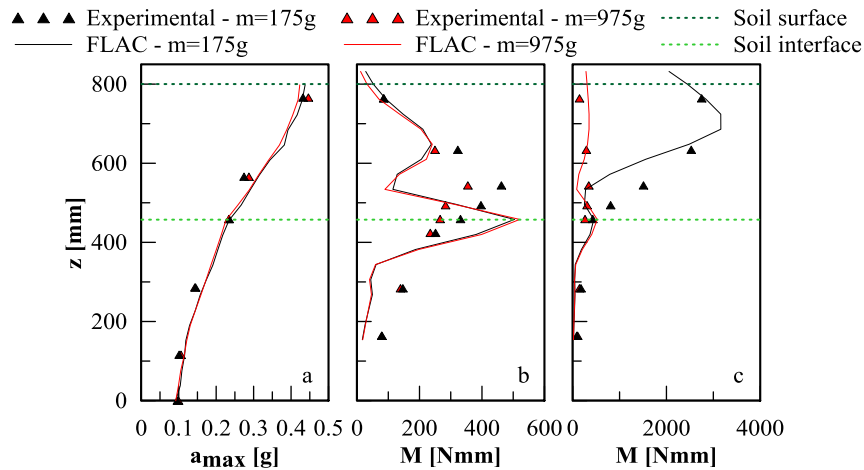 Experimental - m=175g Experimental - m=975g Soil surface
FLAC - m=175g FLAC - m=975g Soil interface
800
600
400
200
0
z [mm]
a b c
0 0.1 0.2 0.3 0.4 0.5 0 200 400 600 0 2000 4000
amax [g] M [Nmm] M [Nmm]